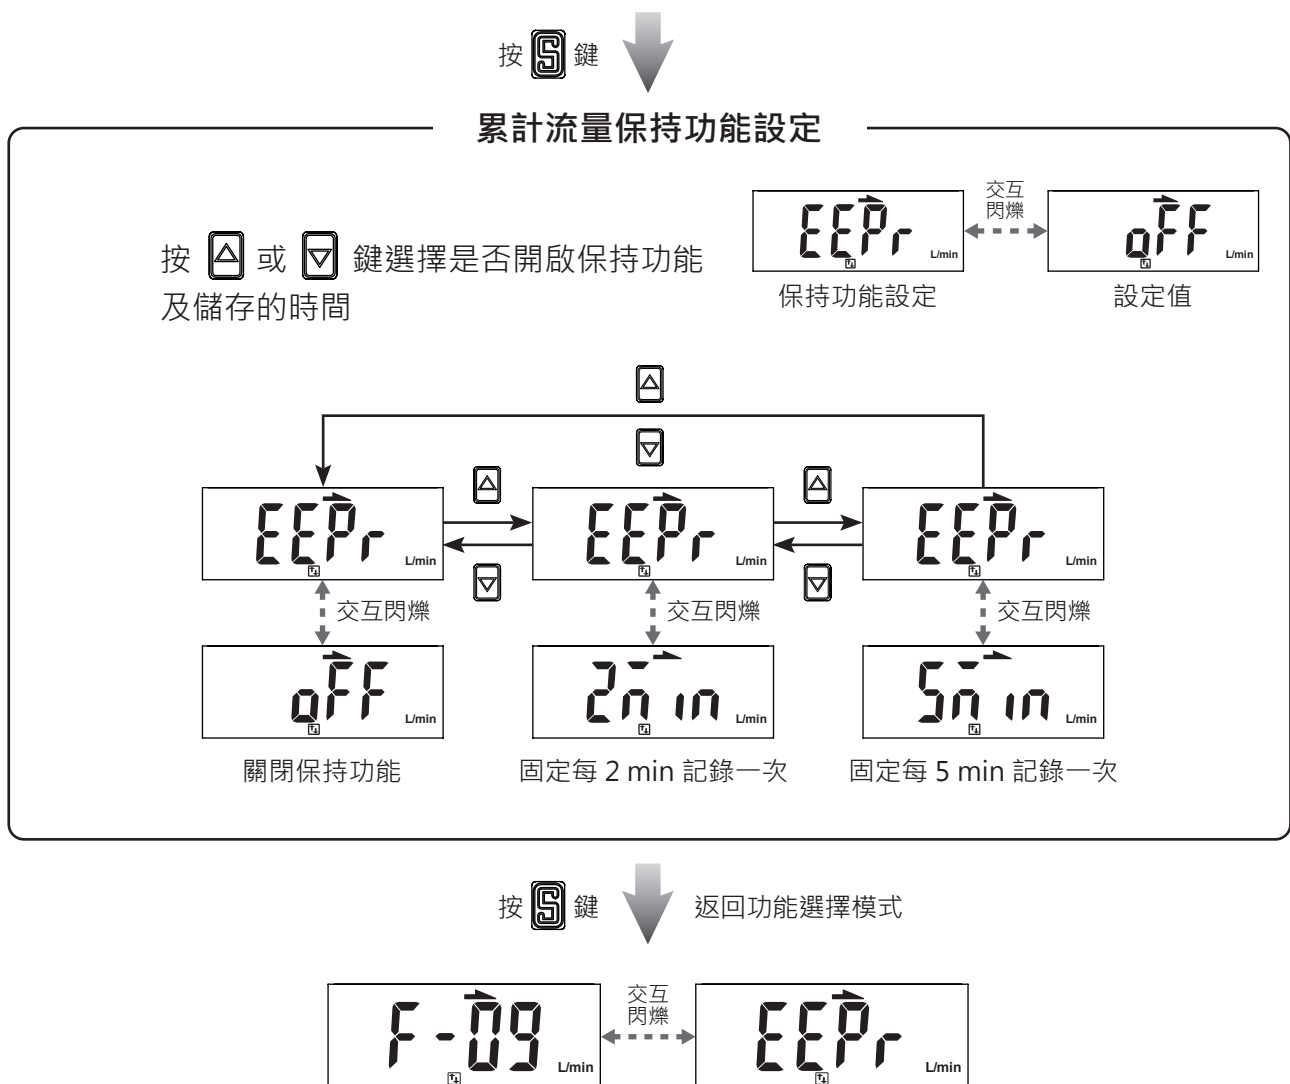 按 S 鍵
累計流量保持功能設定
按 或 鍵選擇是否開啟保持功能
及儲存的時間
EEPr L/min
交互
閃爍
oFF L/min
保持功能設定
設定值
EEPr L/min
EEPr L/min
EEPr L/min
交互閃爍
交互閃爍
交互閃爍
oFF L/min
2min L/min
5min L/min
關閉保持功能
固定每 2 min 記錄一次
固定每 5 min 記錄一次
按 S 鍵
返回功能選擇模式
F-09 L/min
交互
閃爍
EEPr L/min